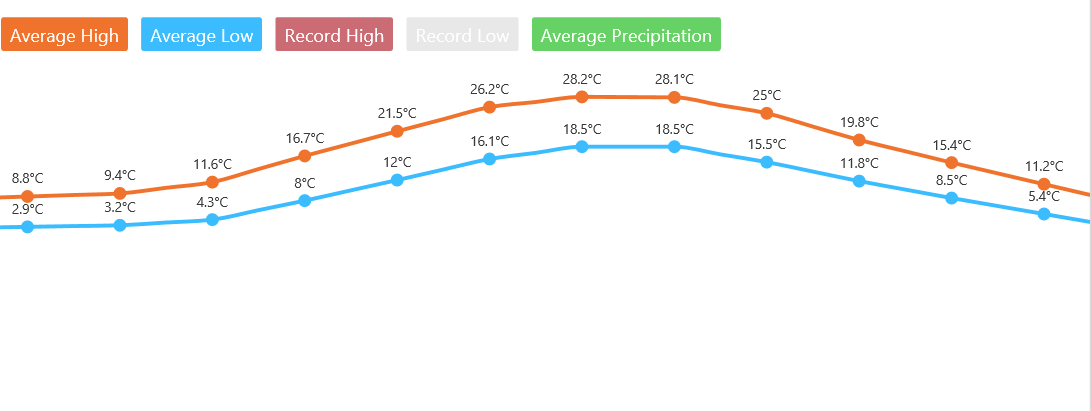 Average High Average Low Record High Record Low Average Precipitation
8.8°C 9.4°C 11.6°C 16.7°C 21.5°C 26.2°C 28.2°C 28.1°C 25°C 19.8°C 15.4°C 11.2°C
2.9°C 3.2°C 4.3°C 8°C 12°C 16.1°C 18.5°C 18.5°C 15.5°C 11.8°C 8.5°C 5.4°C